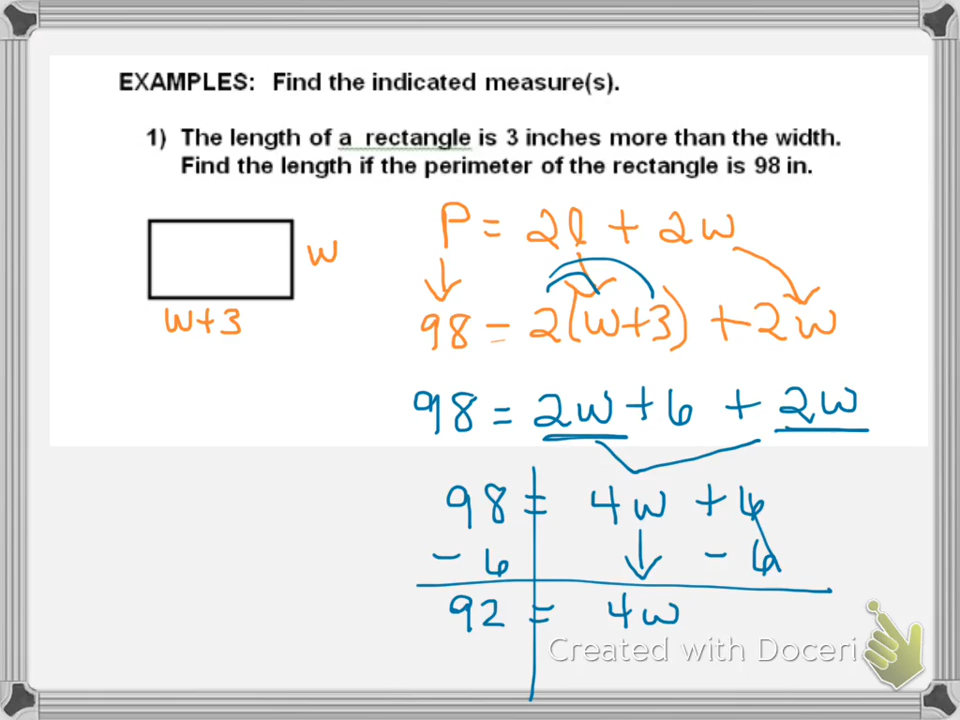 EXAMPLES: Find the indicated measure(s).
1) The length of a rectangle is 3 inches more than the width.
Find the length if the perimeter of the rectangle is 98 in.
P = 2l + 2w
w
w+3
98 = 2(w+3) + 2w
98 = 2w + 6 + 2w
98 = 4w + 6
- 6 - 6
92 = 4w
Created with Doceri